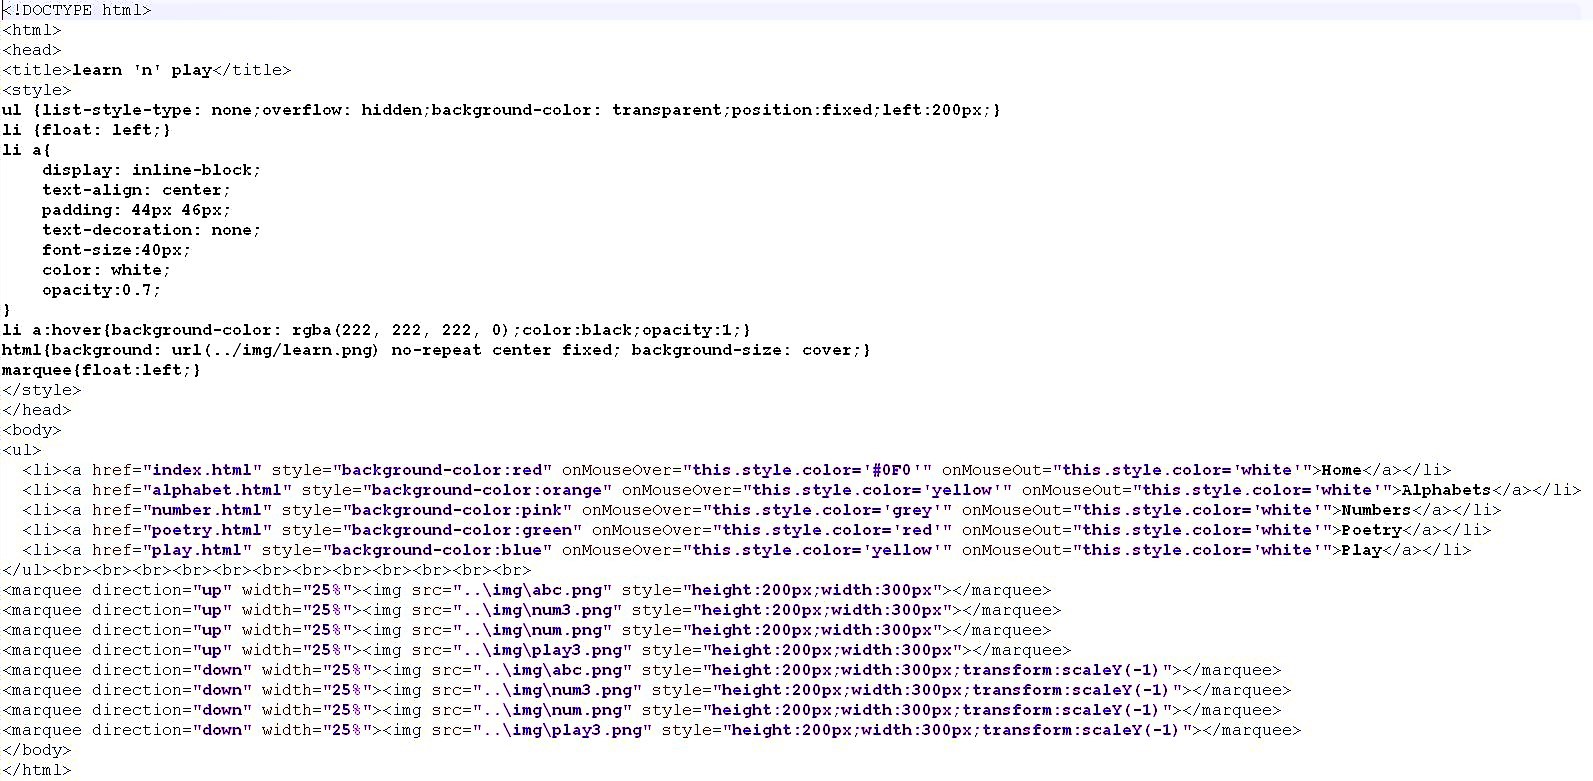 <!DOCTYPE html>
<html>
<head>
<title>learn 'n' play</title>
<style>
ul {list-style-type: none;overflow: hidden;background-color: transparent;position:fixed;left:200px;}
li {float: left;}
li a{
    display: inline-block;
    text-align: center;
    padding: 44px 46px;
    text-decoration: none;
    font-size:40px;
    color: white;
    opacity:0.7;
}
li a:hover{background-color: rgba(222, 222, 222, 0);color:black;opacity:1;}
html{background: url(../img/learn.png) no-repeat center fixed; background-size: cover;}
marquee{float:left;}
</style>
</head>
<body>
<ul>
  <li><a href="index.html" style="background-color:red" onMouseOver="this.style.color='#0F0'" onMouseOut="this.style.color='white'">Home</a></li>
  <li><a href="alphabet.html" style="background-color:orange" onMouseOver="this.style.color='yellow'" onMouseOut="this.style.color='white'">Alphabets</a></li>
  <li><a href="number.html" style="background-color:pink" onMouseOver="this.style.color='grey'" onMouseOut="this.style.color='white'">Numbers</a></li>
  <li><a href="poetry.html" style="background-color:green" onMouseOver="this.style.color='red'" onMouseOut="this.style.color='white'">Poetry</a></li>
  <li><a href="play.html" style="background-color:blue" onMouseOver="this.style.color='yellow'" onMouseOut="this.style.color='white'">Play</a></li>
</ul><br><br><br><br><br><br><br><br><br><br><br><br>
<marquee direction="up" width="25%"><img src="..\img\abc.png" style="height:200px;width:300px"></marquee>
<marquee direction="up" width="25%"><img src="..\img\num3.png" style="height:200px;width:300px"></marquee>
<marquee direction="up" width="25%"><img src="..\img\num.png" style="height:200px;width:300px"></marquee>
<marquee direction="up" width="25%"><img src="..\img\play3.png" style="height:200px;width:300px"></marquee>
<marquee direction="down" width="25%"><img src="..\img\abc.png" style="height:200px;width:300px;transform:scaleY(-1)"></marquee>
<marquee direction="down" width="25%"><img src="..\img\num3.png" style="height:200px;width:300px;transform:scaleY(-1)"></marquee>
<marquee direction="down" width="25%"><img src="..\img\num.png" style="height:200px;width:300px;transform:scaleY(-1)"></marquee>
<marquee direction="down" width="25%"><img src="..\img\play3.png" style="height:200px;width:300px;transform:scaleY(-1)"></marquee>
</body>
</html>